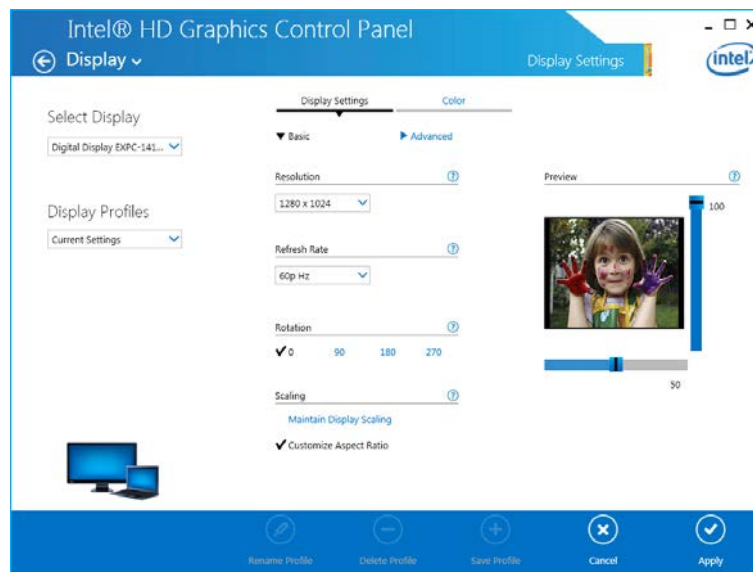 Intel® HD Graphics Control Panel
Display
Display Settings
intel
Select Display
Digital Display EXPC-141...
Display Profiles
Current Settings
Display Settings
Color
Basic
Advanced
Resolution
?
1280 x 1024
Refresh Rate
?
60p Hz
Rotation
?
0 90 180 270
Scaling
?
Maintain Display Scaling
Customize Aspect Ratio
Preview
?
100
50
Rename Profile
Delete Profile
Save Profile
Cancel
Apply